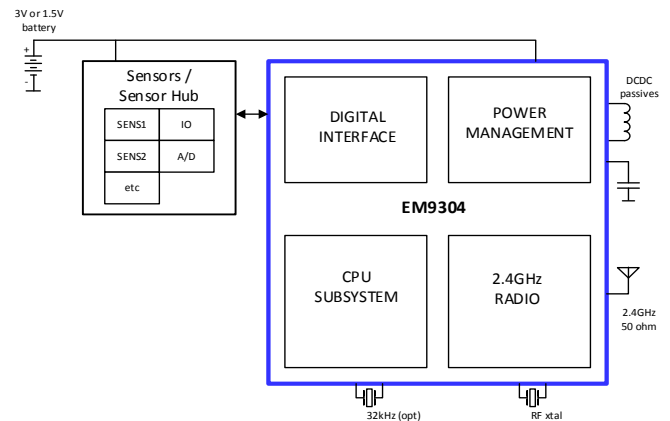 3V or 1.5V
battery
+
-
Sensors /
Sensor Hub
SENS1 IO
SENS2 A/D
etc
DIGITAL
INTERFACE
POWER
MANAGEMENT
DCDC
passives
EM9304
CPU
SUBSYSTEM
2.4GHz
RADIO
2.4GHz
50 ohm
32kHz (opt)
RF xtal